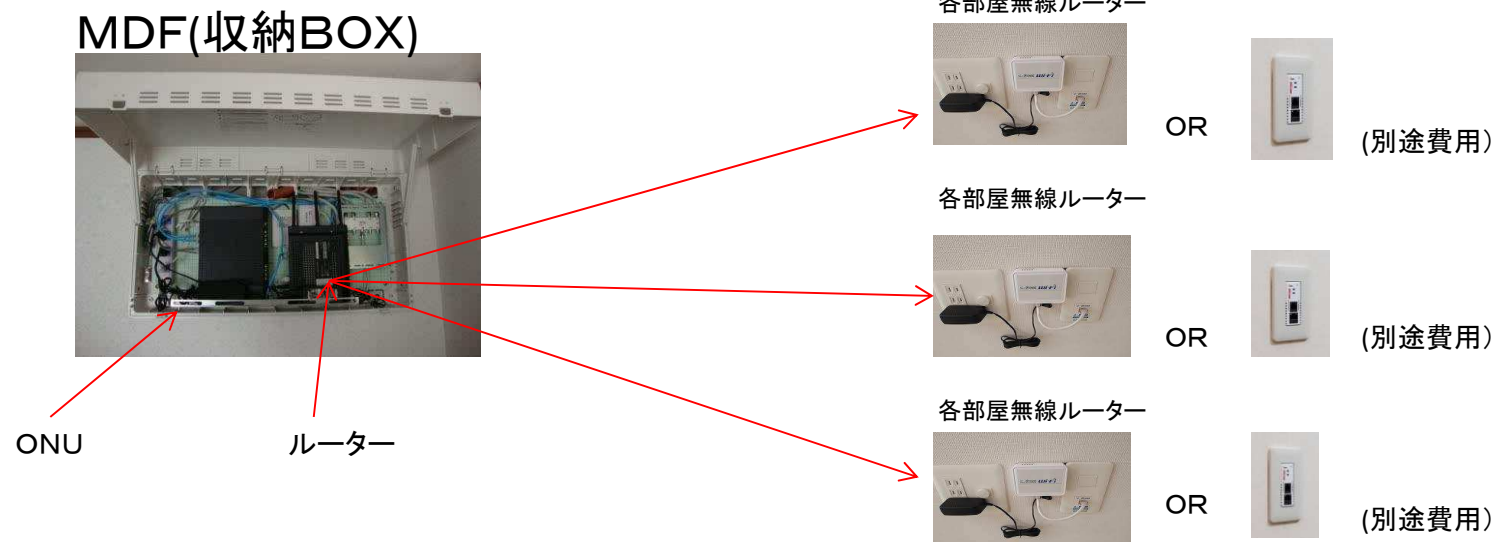 MDF(収納BOX)
各部屋無線ルーター
OR
(別途費用)
各部屋無線ルーター
OR
(別途費用)
各部屋無線ルーター
OR
(別途費用)
ONU
ルーター